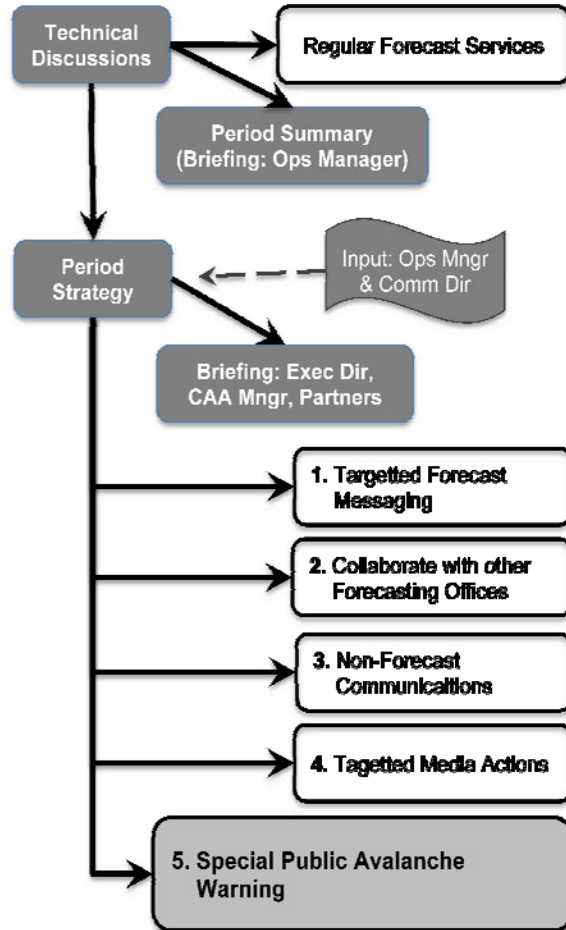 Technical
Discussions
Regular Forecast Services
Period Summary
(Briefing: Ops Manager)
Period
Strategy
Input: Ops Mngr
& Comm Dir
Briefing: Exec Dir,
CAA Mngr, Partners
1. Targetted Forecast
Messaging
2. Collaborate with other
Forecasting Offices
3. Non-Forecast
Communicaltions
4. Tagetted Media Actions
5. Special Public Avalanche
Warning